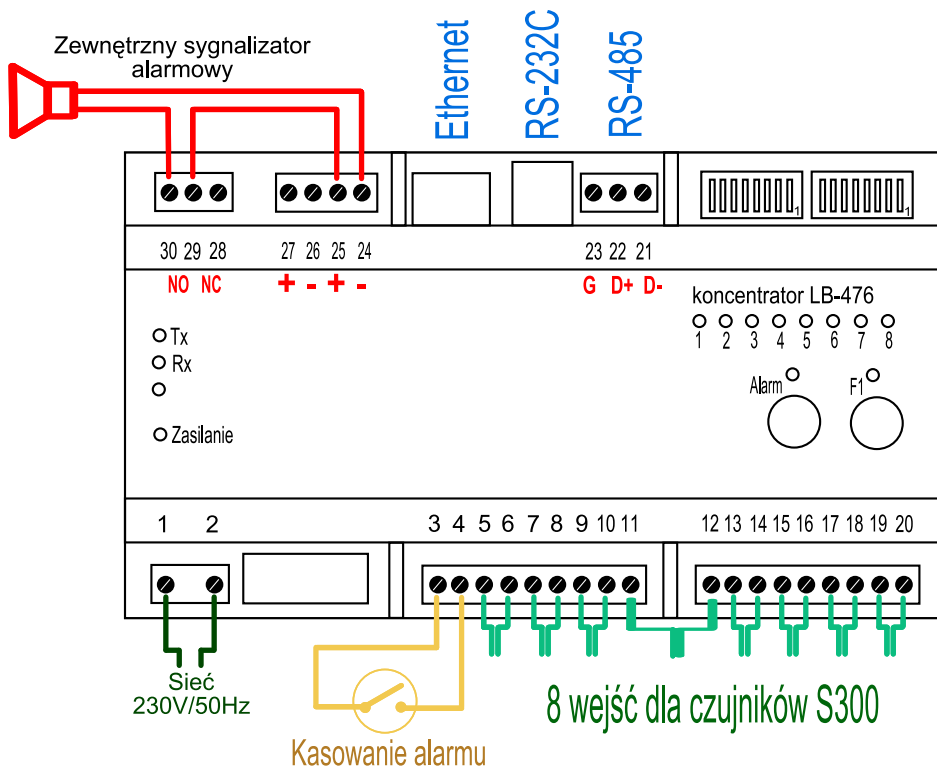 Zewnętrzny sygnalizator
alarmowy
Ethernet
RS-232C
RS-485
1 1
30 29 28 27 26 25 24 23 22 21
NO NC + - + - G D+ D-
koncentrator LB-476
1 2 3 4 5 6 7 8
Tx
Rx
Alarm F1
Zasilanie
1 2 3 4 5 6 7 8 9 10 11 12 13 14 15 16 17 18 19 20
Sieć
230V/50Hz
8 wejść dla czujników S300
Kasowanie alarmu